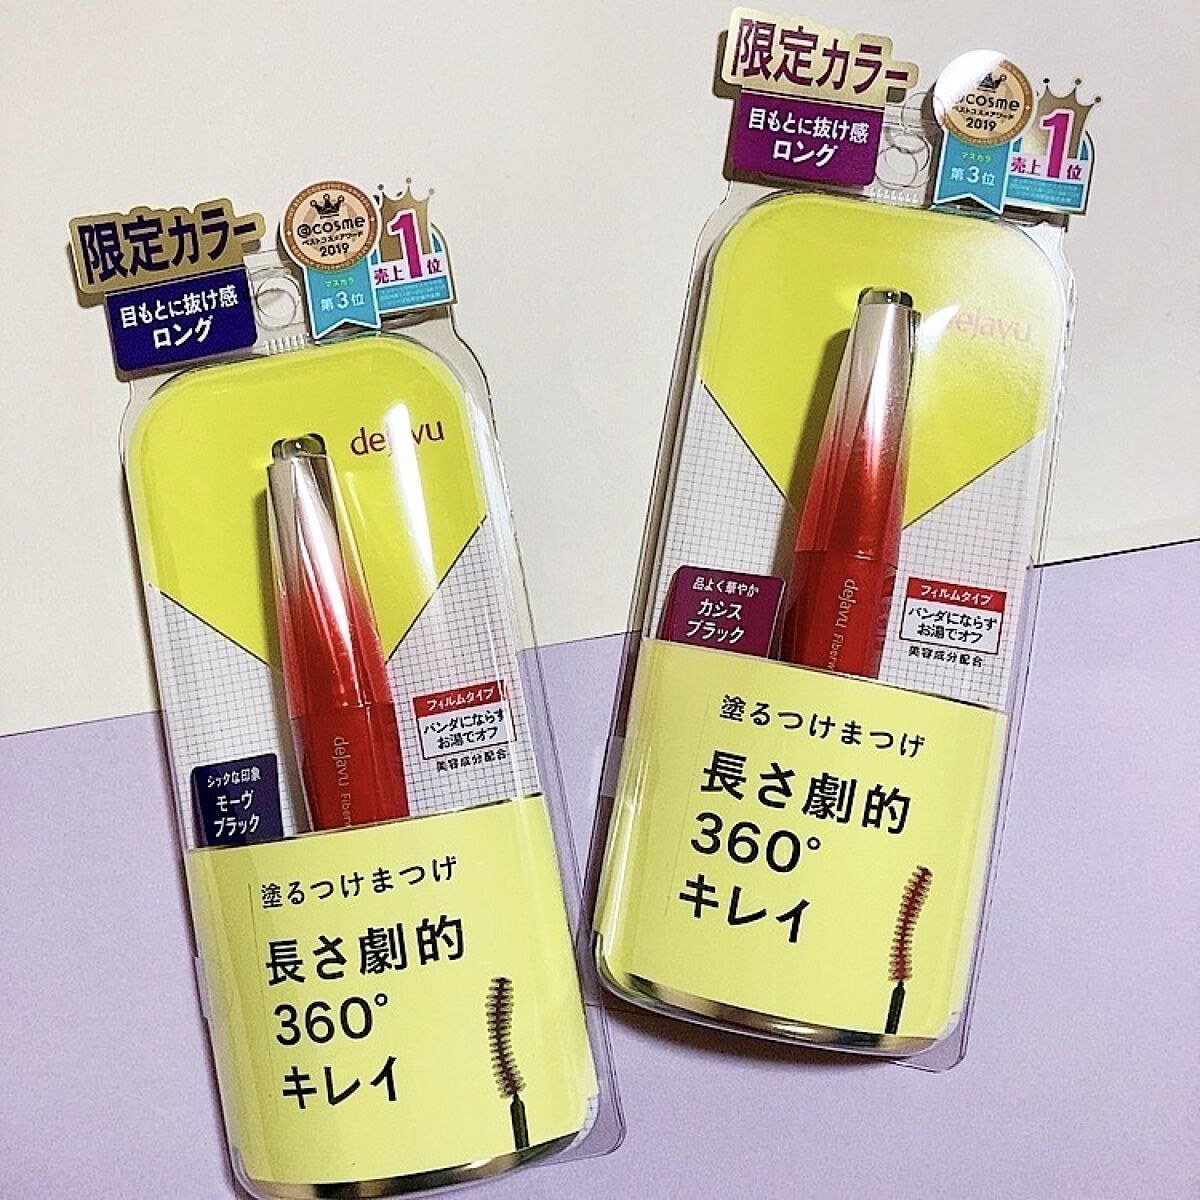 限定カラー
目もとに抜け感
ロング
@cosme
ベストコスメアワード
2019
マスカラ
第3位
売上1位
dejavu
シックな印象
モーヴ
ブラック
dejavu
フィルムタイプ
パンダにならず
お湯でオフ
美容成分配合
塗るつけまつげ
長さ劇的
360°
キレイ
限定カラー
目もとに抜け感
ロング
@cosme
ベストコスメアワード
2019
マスカラ
第3位
売上1位
dejavu
品よく華やか
カシス
ブラック
dejavu
フィルムタイプ
パンダにならず
お湯でオフ
美容成分配合
塗るつけまつげ
長さ劇的
360°
キレイ